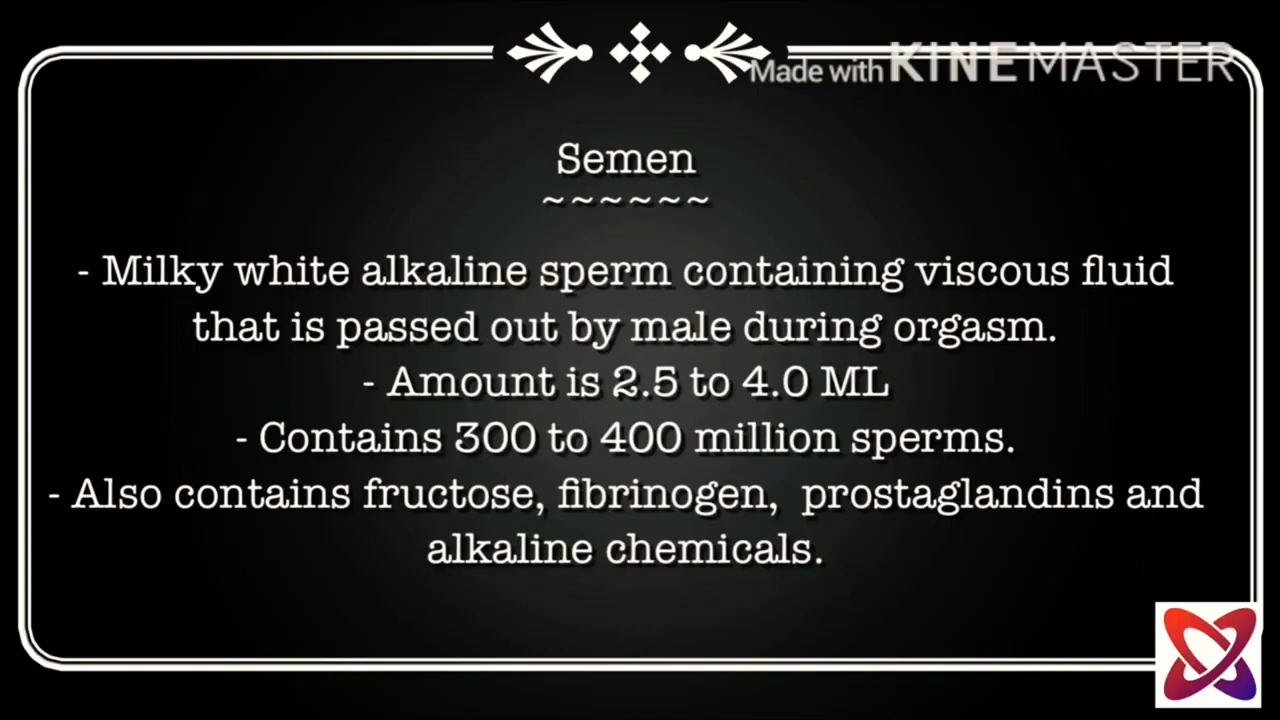 Made with KINEMASTER
Semen
~~~~~~
- Milky white alkaline sperm containing viscous fluid
that is passed out by male during orgasm.
- Amount is 2.5 to 4.0 ML
- Contains 300 to 400 million sperms.
- Also contains fructose, fibrinogen,  prostaglandins and
alkaline chemicals.